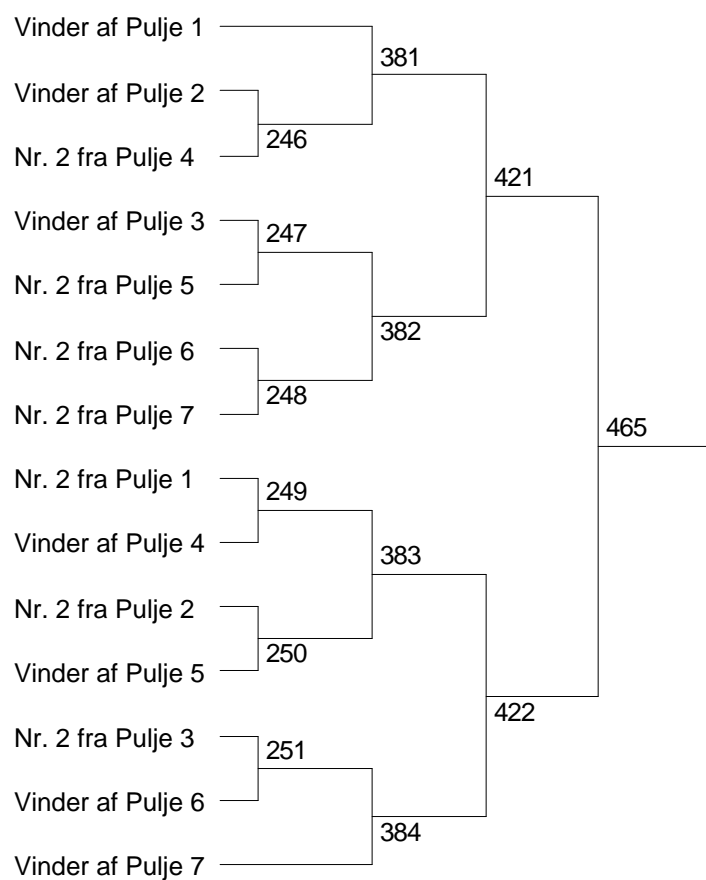 Vinder af Pulje 1
381
Vinder af Pulje 2
246
Nr. 2 fra Pulje 4
421
Vinder af Pulje 3
247
Nr. 2 fra Pulje 5
382
Nr. 2 fra Pulje 6
248
Nr. 2 fra Pulje 7
465
Nr. 2 fra Pulje 1
249
Vinder af Pulje 4
383
Nr. 2 fra Pulje 2
250
Vinder af Pulje 5
422
Nr. 2 fra Pulje 3
251
Vinder af Pulje 6
384
Vinder af Pulje 7